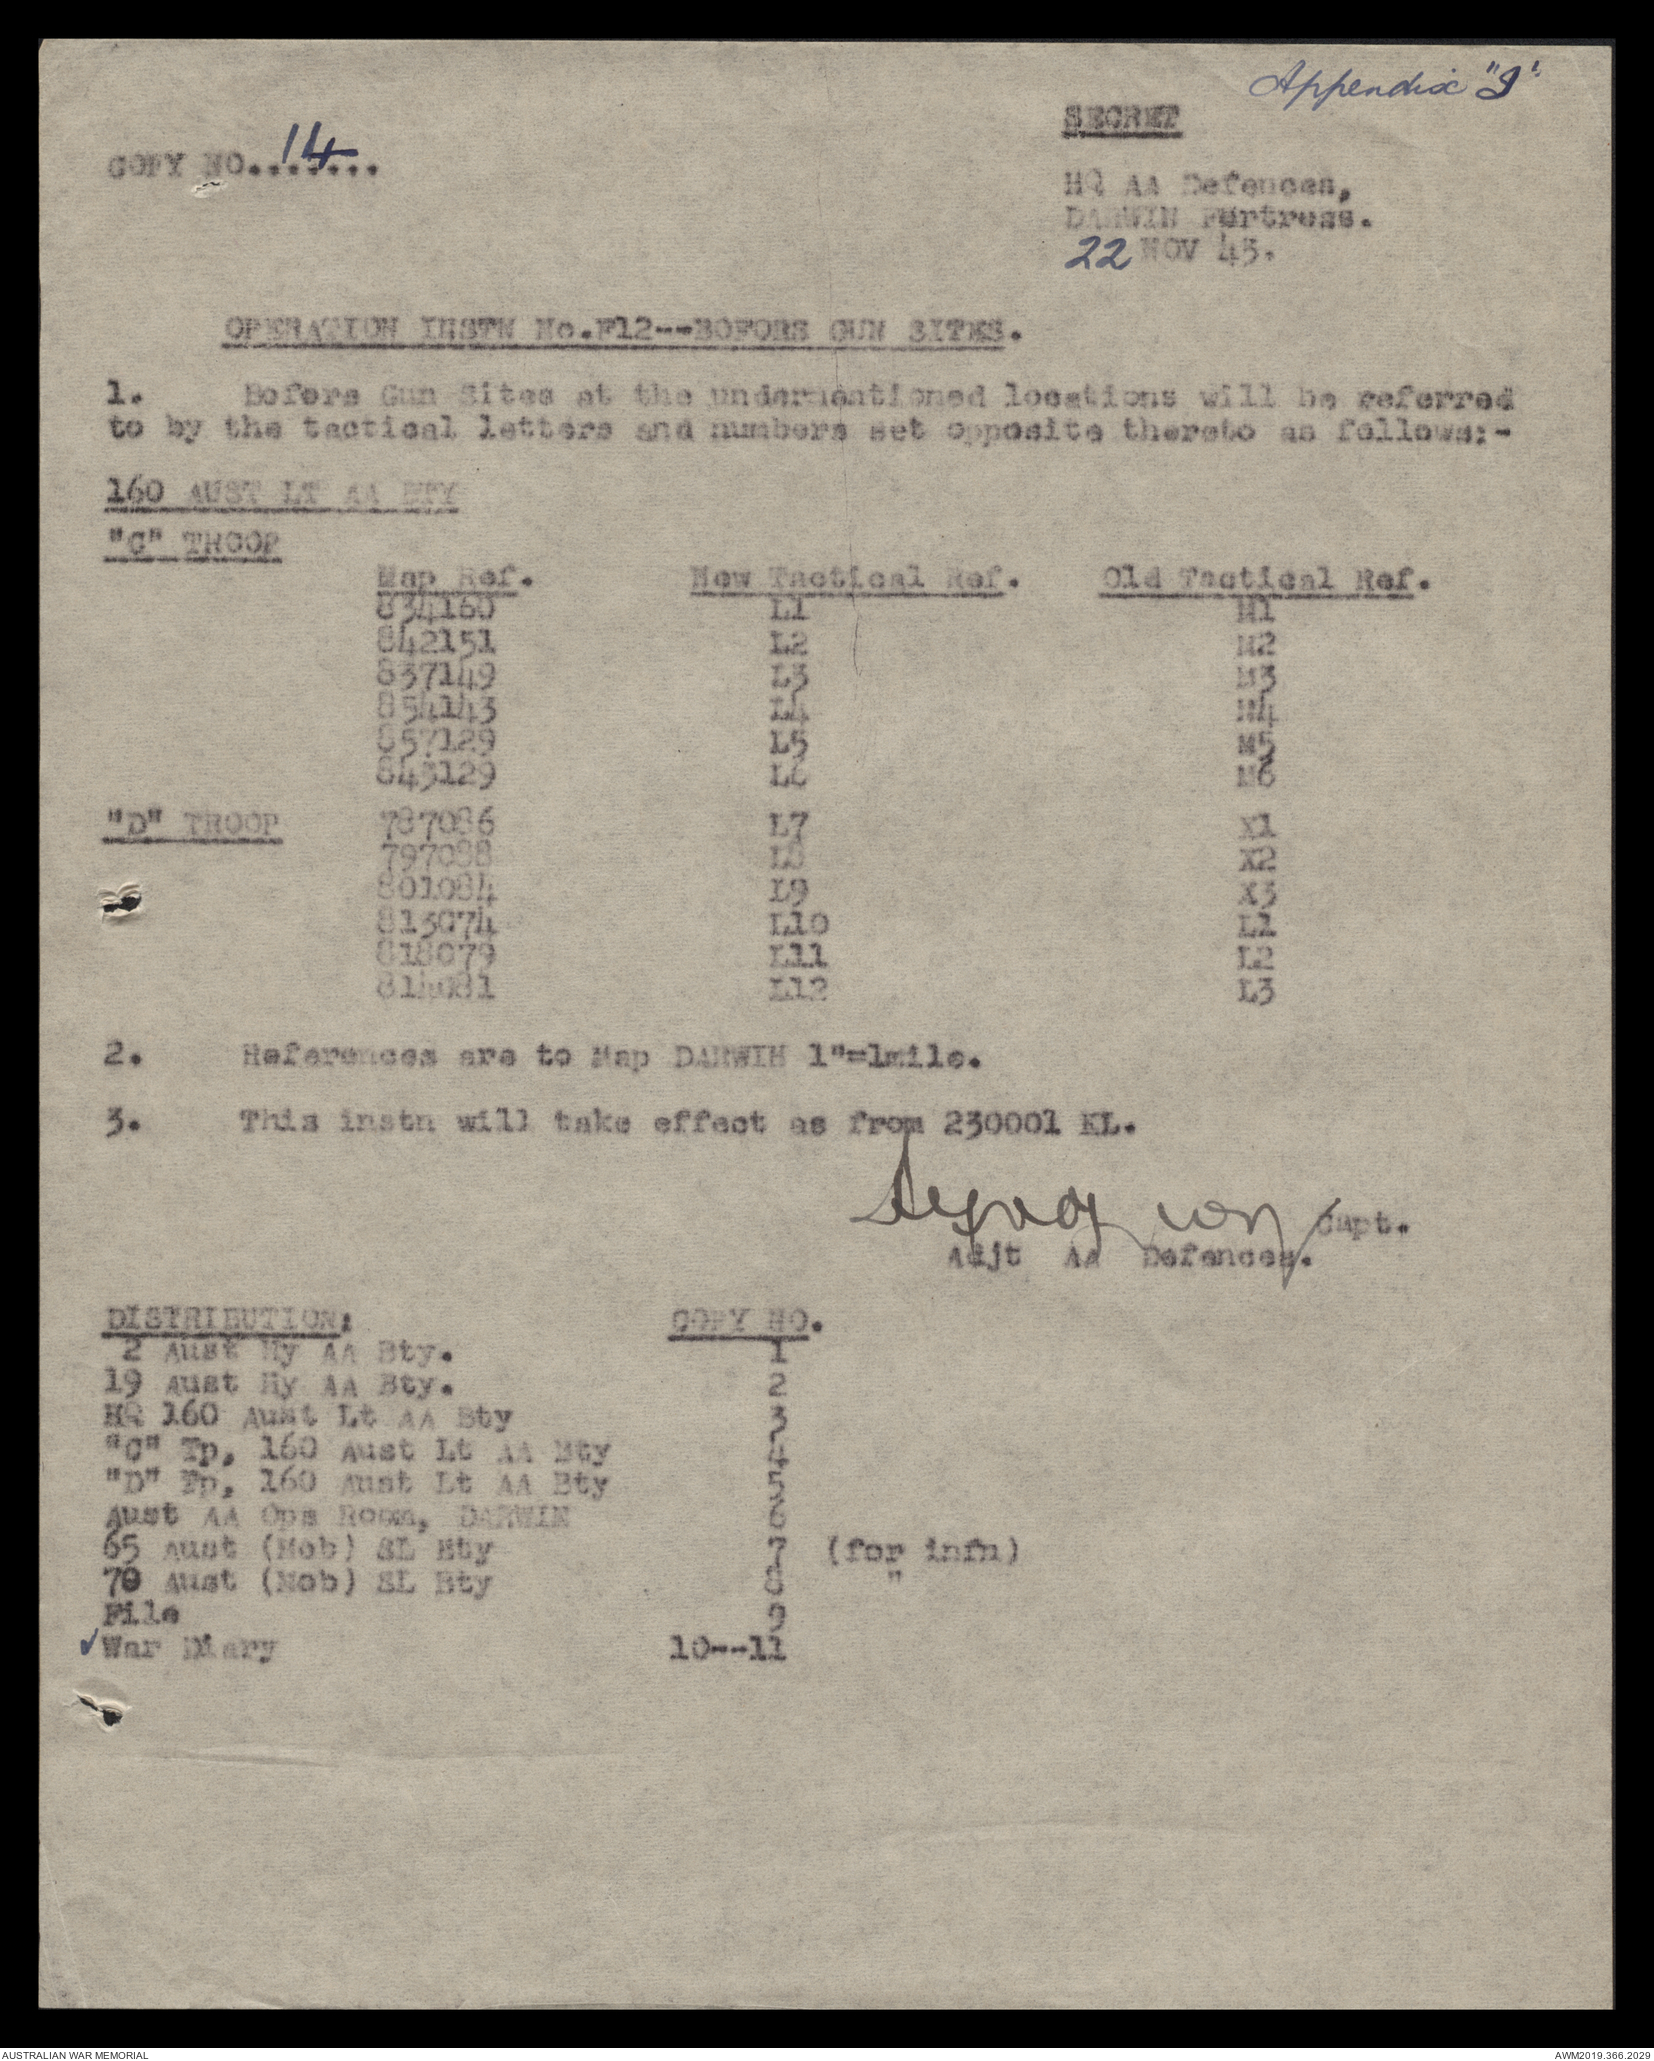 Appendix "J"
SECRET
COPY NO.......14
HQ AA Defences,
DARWIN Fortress.
22 NOV 43.
OPERATION INSTN No.F12--BOFORS GUN SITES.
1. Bofors Gun Sites at the undermentioned locations will be referred
to by the tactical letters and numbers set opposite thereto as follows:-
160 AUST LT AA BTY
"C" TROOP
Map Ref. New Tactical Ref. Old Tactical Ref.
834160 L1 M1
842151 L2 M2
837149 L3 M3
854143 L4 M4
857129 L5 M5
843129 L6 M6
"D" TROOP 787086 L7 X1
797088 L8 X2
801084 L9 X3
813074 L10 L1
818079 L11 L2
814081 L12 L3
2. References are to Map DARWIN 1"=1mile.
3. This instn will take effect as from 230001 KL.
Capt.
Adjt AA Defences.
DISTRIBUTION: COPY NO.
2 Aust Hy AA Bty. 1
19 Aust Hy AA Bty. 2
HQ 160 Aust Lt AA Bty 3
"C" Tp, 160 Aust Lt AA Bty 4
"D" Tp, 160 Aust Lt AA Bty 5
Aust AA Ops Room, DARWIN 6
65 Aust (Mob) SL Bty 7 (for infn)
70 Aust (Mob) SL Bty 8 "
File 9
✓War Diary 10--11
AUSTRALIAN WAR MEMORIAL
AWM2019.366.2029